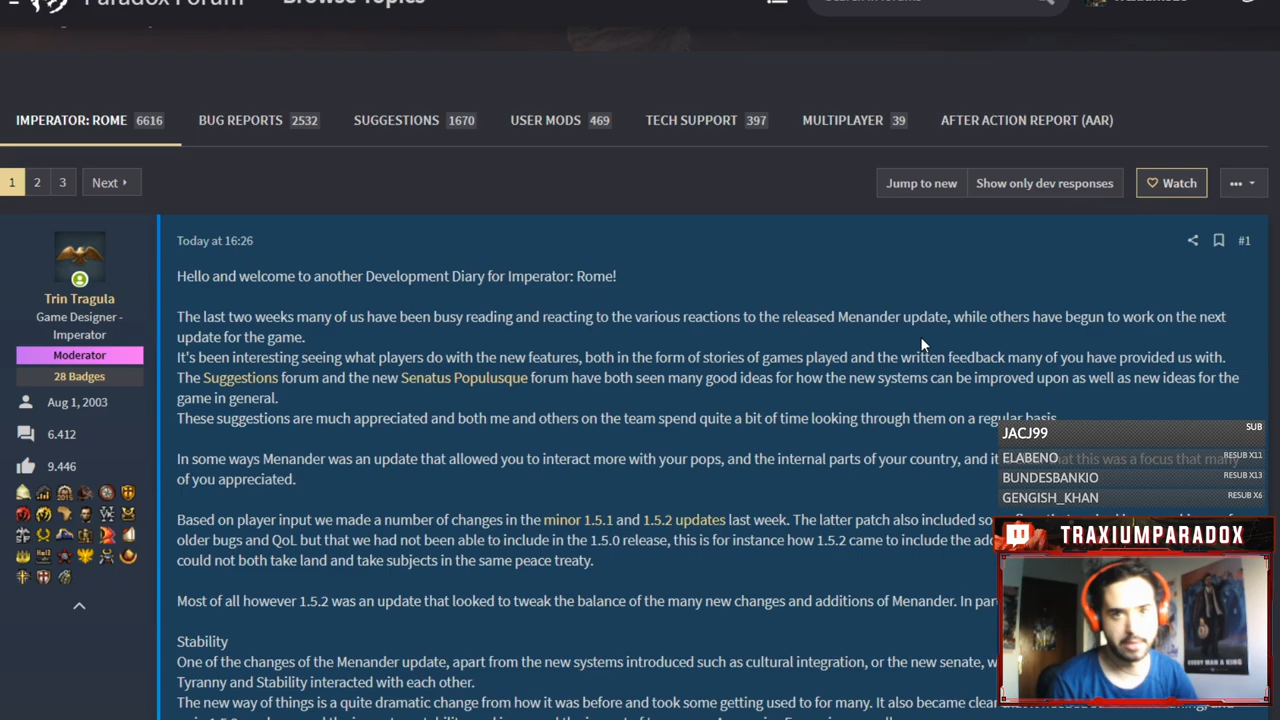 Paradox Forum
Browse Topics
IMPERATOR: ROME 6616
BUG REPORTS 2532
SUGGESTIONS 1670
USER MODS 469
TECH SUPPORT 397
MULTIPLAYER 39
AFTER ACTION REPORT (AAR)
1 2 3 Next
Jump to new
Show only dev responses
Watch
Today at 16:26
#1
Trin Tragula
Game Designer -
Imperator
Moderator
28 Badges
Aug 1, 2003
6.412
9.446
Hello and welcome to another Development Diary for Imperator: Rome!
The last two weeks many of us have been busy reading and reacting to the various reactions to the released Menander update, while others have begun to work on the next
update for the game.
It's been interesting seeing what players do with the new features, both in the form of stories of games played and the written feedback many of you have provided us with.
The Suggestions forum and the new Senatus Populusque forum have both seen many good ideas for how the new systems can be improved upon as well as new ideas for the
game in general.
These suggestions are much appreciated and both me and others on the team spend quite a bit of time looking through them on a regular basis.
In some ways Menander was an update that allowed you to interact more with your pops, and the internal parts of your country, and it that this was a focus that many
of you appreciated.
Based on player input we made a number of changes in the minor 1.5.1 and 1.5.2 updates last week. The latter patch also included so
older bugs and QoL but that we had not been able to include in the 1.5.0 release, this is for instance how 1.5.2 came to include the
could not both take land and take subjects in the same peace treaty.
Most of all however 1.5.2 was an update that looked to tweak the balance of the many new changes and additions of Menander. In
Stability
One of the changes of the Menander update, apart from the new systems introduced such as cultural integration, or the new senate,
Tyranny and Stability interacted with each other.
The new way of things is a quite dramatic change from how it was before and took some getting used to for many. It also became clear
JACJ99 SUB
ELABENO RESUB X11
BUNDESBANKIO RESUB X13
GENGISH_KHAN RESUB X6
TRAXIUMPARADOX
EVERY MAN A KING